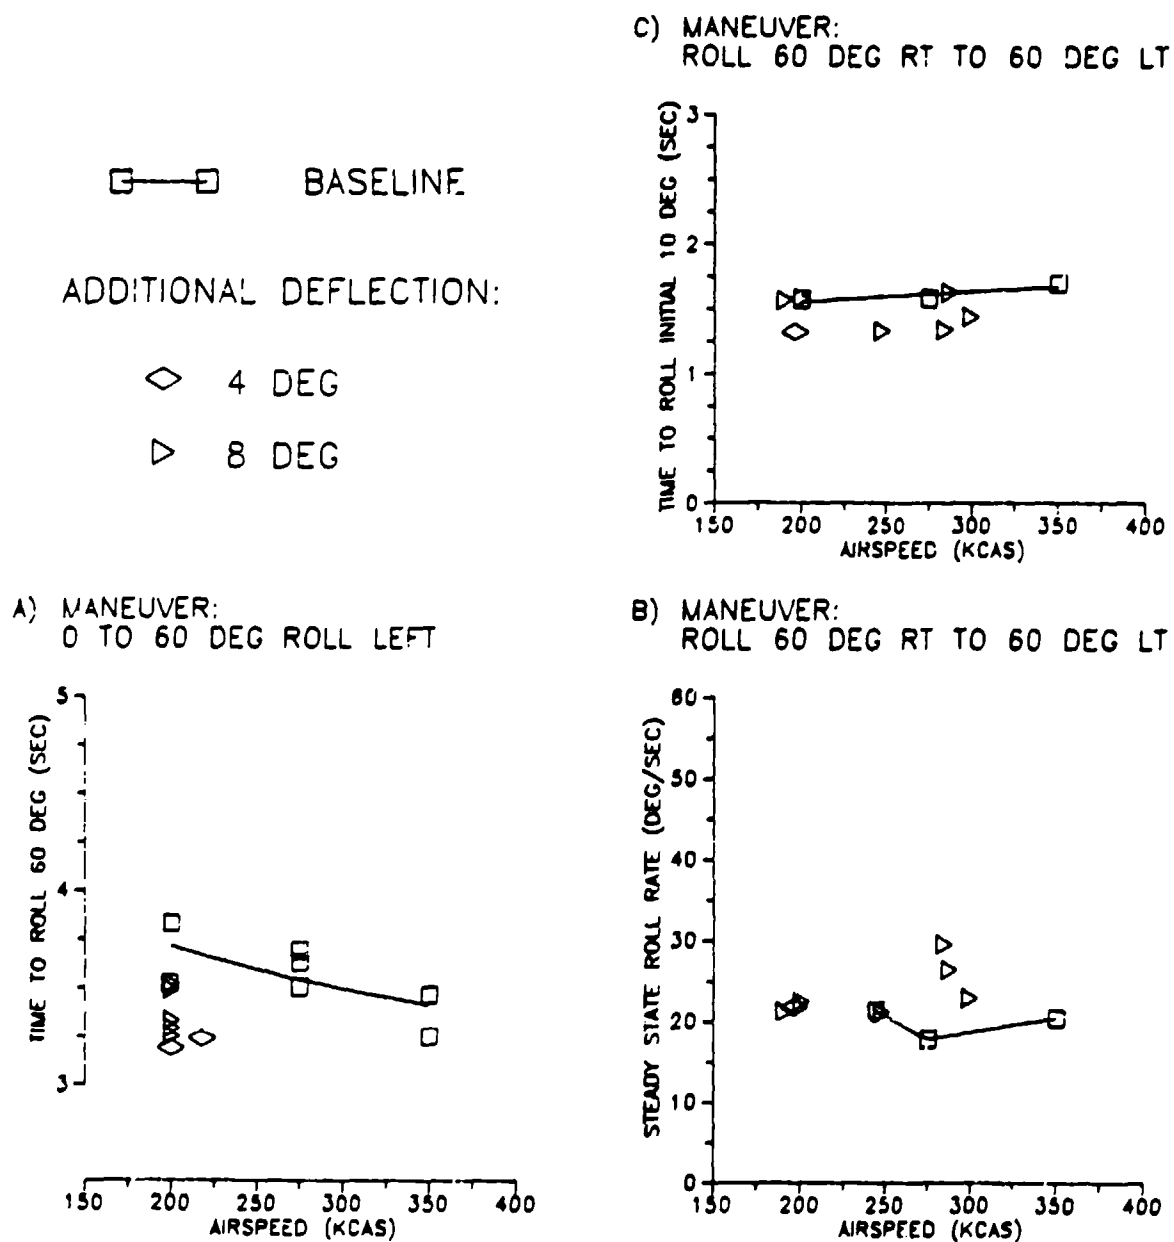 C) MANEUVER:
ROLL 60 DEG RT TO 60 DEG LT
BASELINE
ADDITIONAL DEFLECTION:
4 DEG
8 DEG
TIME TO ROLL INITIAL 10 DEG (SEC)
3
2
1
0
150 200 250 300 350 400
AIRSPEED (KCAS)
A) MANEUVER:
0 TO 60 DEG ROLL LEFT
TIME TO ROLL 60 DEG (SEC)
5
4
3
150 200 250 300 350 400
AIRSPEED (KCAS)
B) MANEUVER:
ROLL 60 DEG RT TO 60 DEG LT
STEADY STATE ROLL RATE (DEG/SEC)
60
50
40
30
20
10
0
150 200 250 300 350 400
AIRSPEED (KCAS)